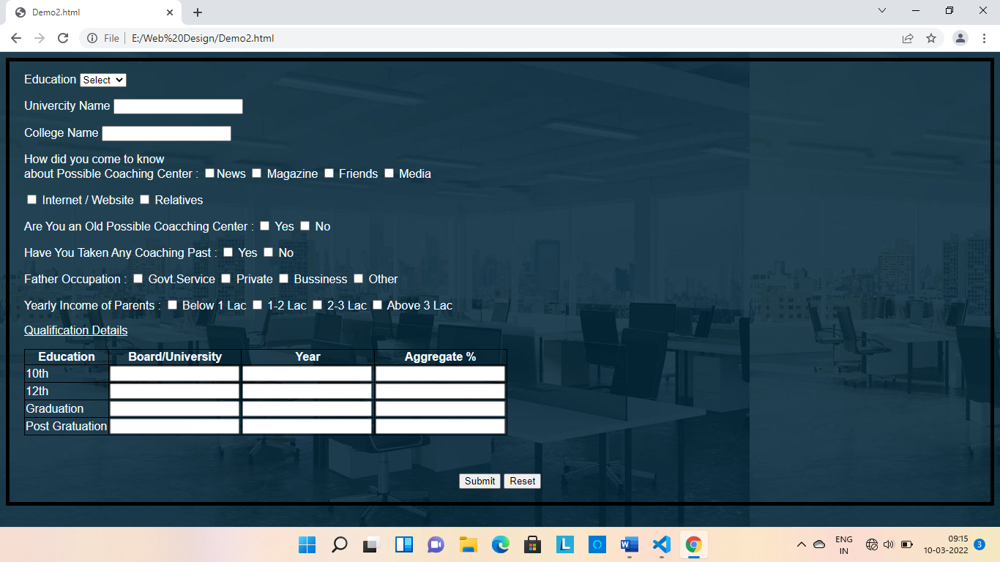 Demo2.html
File E:/Web%20Design/Demo2.html
Education Select
Univercity Name
College Name
How did you come to know
about Possible Coaching Center : News Magazine Friends Media
Internet / Website Relatives
Are You an Old Possible Coacching Center : Yes No
Have You Taken Any Coaching Past : Yes No
Father Occupation : Govt.Service Private Bussiness Other
Yearly Income of Parents : Below 1 Lac 1-2 Lac 2-3 Lac Above 3 Lac
Qualification Details
Education Board/University Year Aggregate %
10th
12th
Graduation
Post Gratuation
Submit Reset
ENG 09:15
IN 10-03-2022 3